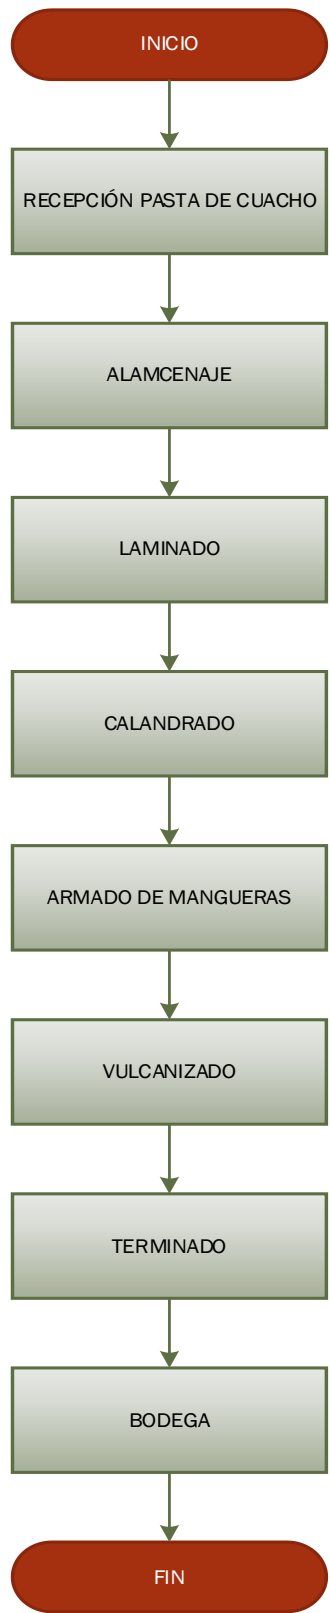 INICIO
RECEPCIÓN PASTA DE CUACHO
ALAMCENAJE
LAMINADO
CALANDRADO
ARMADO DE MANGUERAS
VULCANIZADO
TERMINADO
BODEGA
FIN